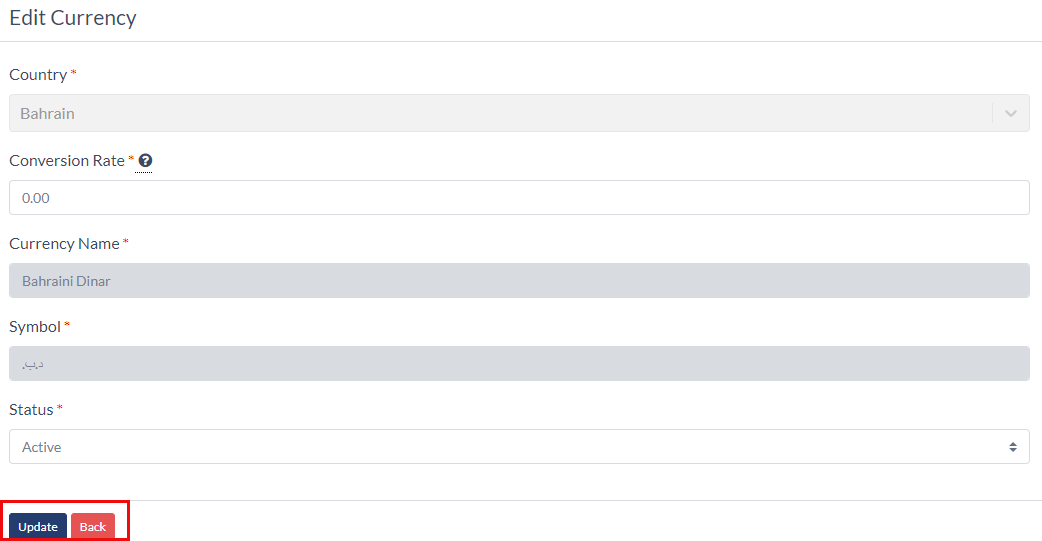 Edit Currency
Country *
Bahrain
Conversion Rate * ?
0.00
Currency Name *
Bahraini Dinar
Symbol *
.د.ب
Status *
Active
Update Back